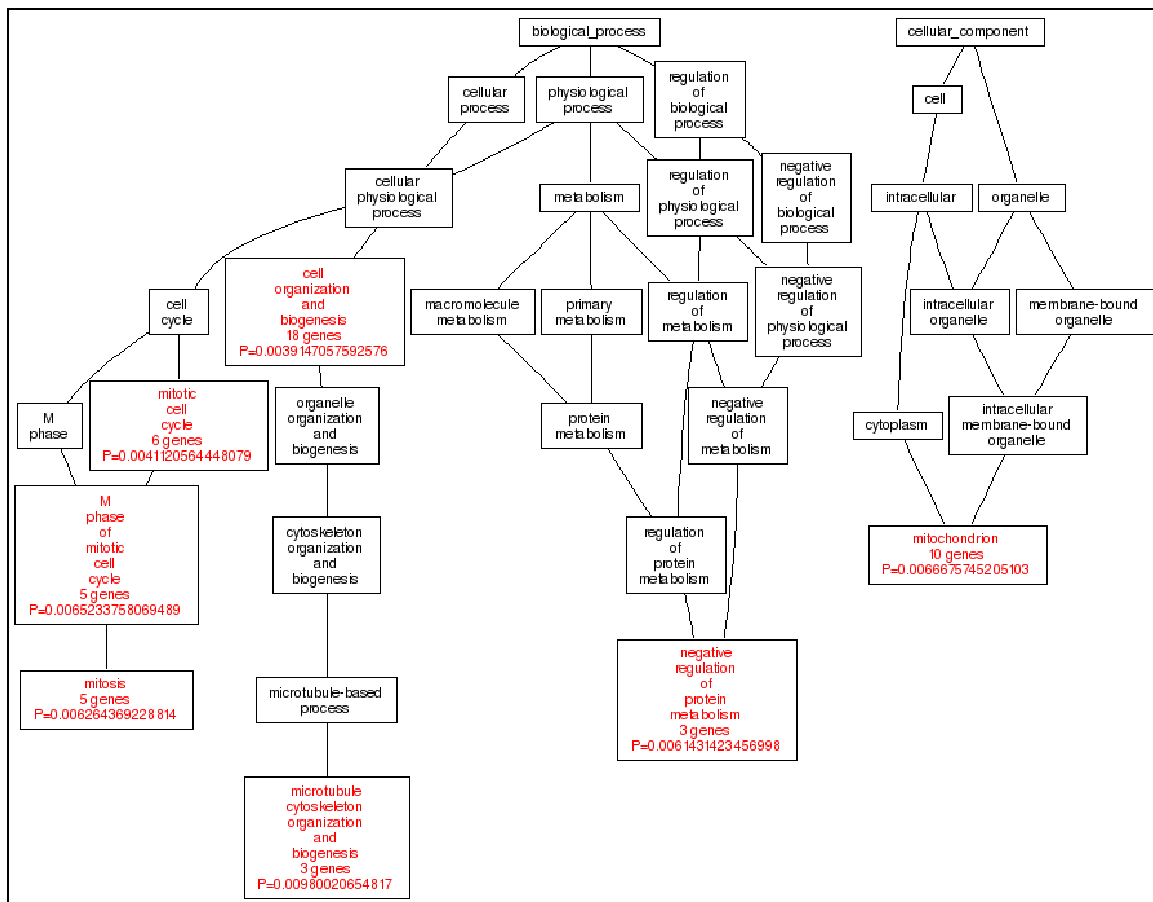 biological_process
cellular_component
cellular
process
physiological
process
regulation
of
biological
process
cell
cellular
physiological
process
metabolism
regulation
of
physiological
process
negative
regulation
of
biological
process
intracellular
organelle
cell
cycle
cell
organization
and
biogenesis
18 genes
P=0.0039147057592576
macromolecule
metabolism
primary
metabolism
regulation
of
metabolism
negative
regulation
of
physiological
process
intracellular
organelle
membrane-bound
organelle
M
phase
mitotic
cell
cycle
6 genes
P=0.0041120564448079
organelle
organization
and
biogenesis
protein
metabolism
negative
regulation
of
metabolism
cytoplasm
intracellular
membrane-bound
organelle
M
phase
of
mitotic
cell
cycle
5 genes
P=0.0065233758069489
cytoskeleton
organization
and
biogenesis
regulation
of
protein
metabolism
mitochondrion
10 genes
P=0.0066675745205103
mitosis
5 genes
P=0.006264369228814
microtubule-based
process
negative
regulation
of
protein
metabolism
3 genes
P=0.0061431423456998
microtubule
cytoskeleton
organization
and
biogenesis
3 genes
P=0.00980020654817